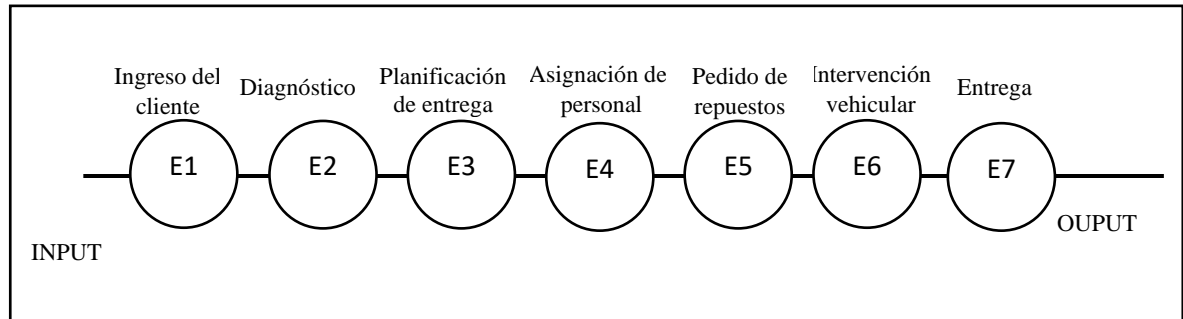 Ingreso del
cliente
Diagnóstico
Planificación
de entrega
Asignación de
personal
Pedido de
repuestos
Intervención
vehicular
Entrega
E1
E2
E3
E4
E5
E6
E7
INPUT
OUPUT